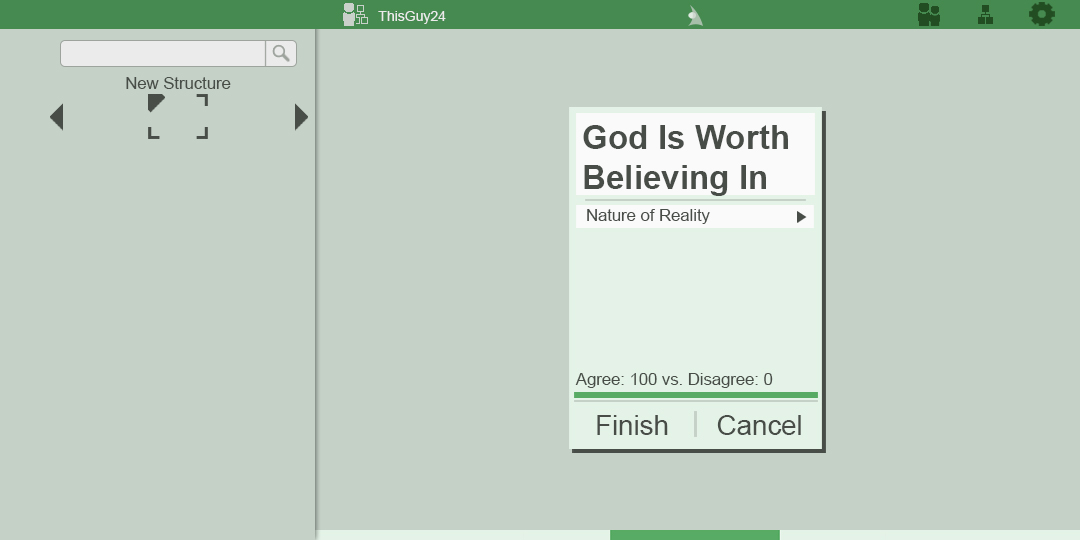 ThisGuy24
New Structure
God Is Worth
Believing In
Nature of Reality
Agree: 100 vs. Disagree: 0
Finish
Cancel